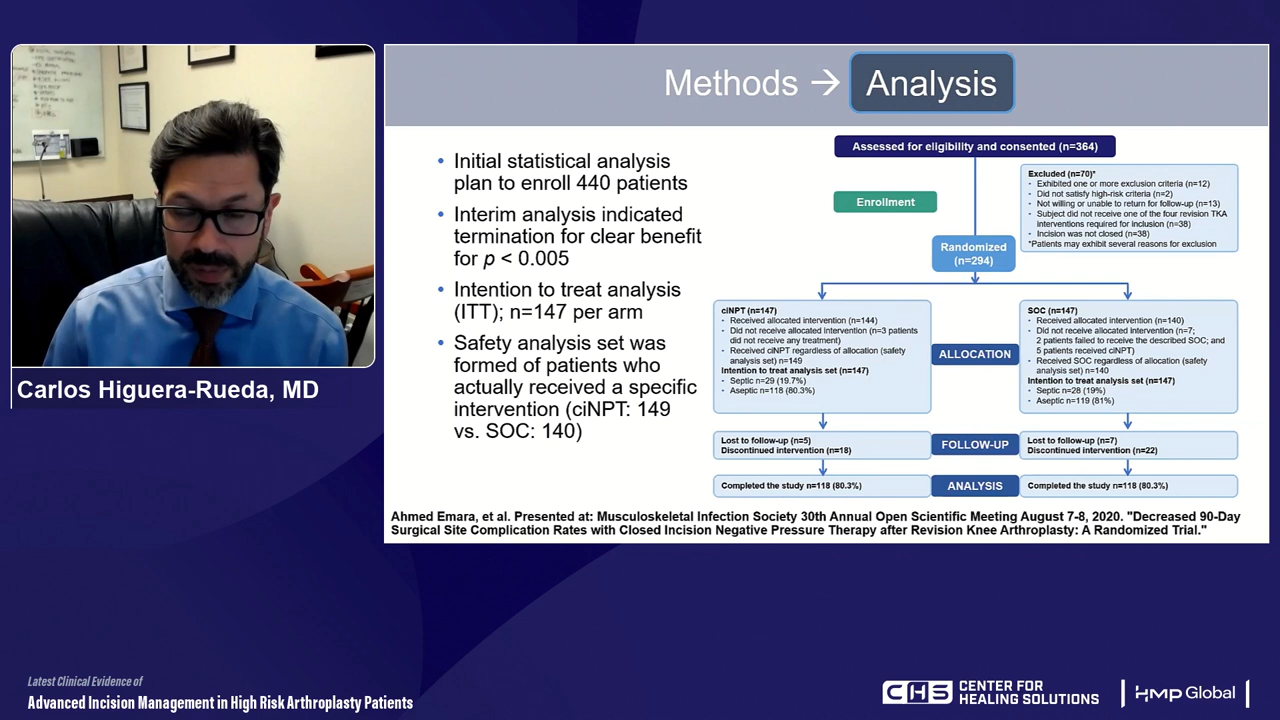 Methods → Analysis
• Initial statistical analysis
plan to enroll 440 patients
• Interim analysis indicated
termination for clear benefit
for p < 0.005
• Intention to treat analysis
(ITT); n=147 per arm
• Safety analysis set was
formed of patients who
actually received a specific
intervention (ciNPT: 149
vs. SOC: 140)
Assessed for eligibility and consented (n=364)
Enrollment
Excluded (n=70)*
• Exhibited one or more exclusion criteria (n=12)
• Did not satisfy high-risk criteria (n=2)
• Not willing or unable to return for follow-up (n=13)
• Subject did not receive one of the four revision TKA
interventions required for inclusion (n=38)
• Incision was not closed (n=38)
*Patients may exhibit several reasons for exclusion
Randomized
(n=294)
ciNPT (n=147)
• Received allocated intervention (n=144)
• Did not receive allocated intervention (n=3 patients
did not receive any treatment)
• Received ciNPT regardless of allocation (safety
analysis set) n=149
Intention to treat analysis set (n=147)
• Septic n=29 (19.7%)
• Aseptic n=118 (80.3%)
ALLOCATION
SOC (n=147)
• Received allocated intervention (n=140)
• Did not receive allocated intervention (n=7;
2 patients failed to receive the described SOC; and
5 patients received ciNPT)
• Received SOC regardless of allocation (safety
analysis set) n=140
Intention to treat analysis set (n=147)
• Septic n=28 (19%)
• Aseptic n=119 (81%)
Lost to follow-up (n=5)
Discontinued intervention (n=18)
FOLLOW-UP
Lost to follow-up (n=7)
Discontinued intervention (n=22)
Completed the study n=118 (80.3%)
ANALYSIS
Completed the study n=118 (80.3%)
Ahmed Emara, et al. Presented at: Musculoskeletal Infection Society 30th Annual Open Scientific Meeting August 7-8, 2020. "Decreased 90-Day
Surgical Site Complication Rates with Closed Incision Negative Pressure Therapy after Revision Knee Arthroplasty: A Randomized Trial."
Carlos Higuera-Rueda, MD
Latest Clinical Evidence of
Advanced Incision Management in High Risk Arthroplasty Patients
CHS
CENTER FOR
HEALING SOLUTIONS
HMP Global